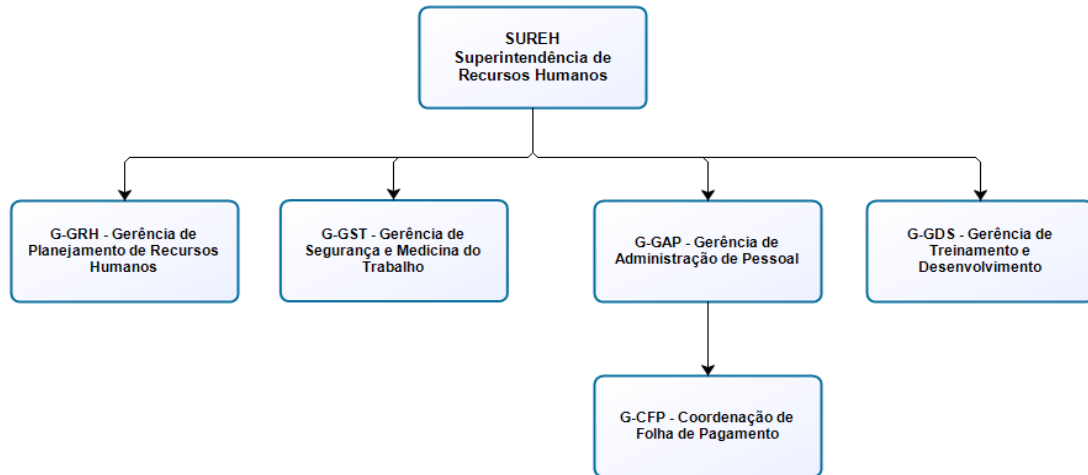 SUREH
Superintendência de
Recursos Humanos
G-GRH - Gerência de
Planejamento de Recursos
Humanos
G-GST - Gerência de
Segurança e Medicina do
Trabalho
G-GAP - Gerência de
Administração de Pessoal
G-GDS - Gerência de
Treinamento e
Desenvolvimento
G-CFP - Coordenação de
Folha de Pagamento